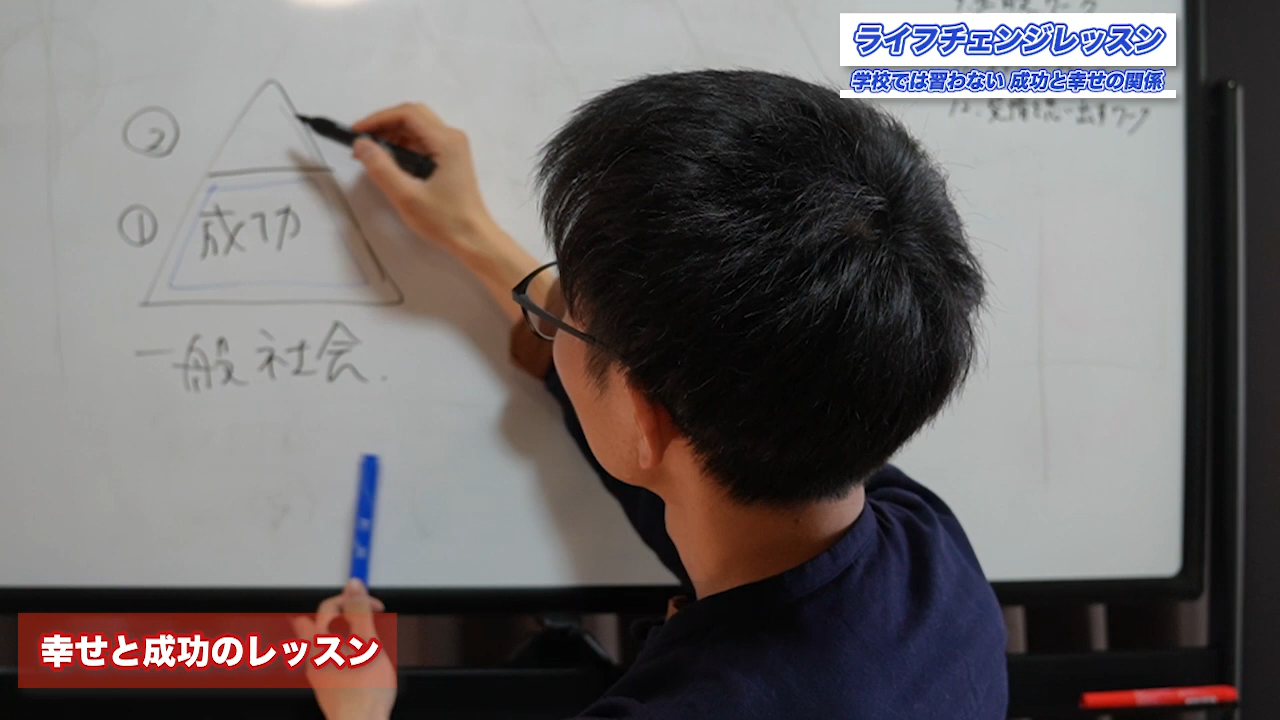 ライフチェンジレッスン
学校では習わない 成功と幸せの関係
②
① 成功
一般社会.
幸せと成功のレッスン